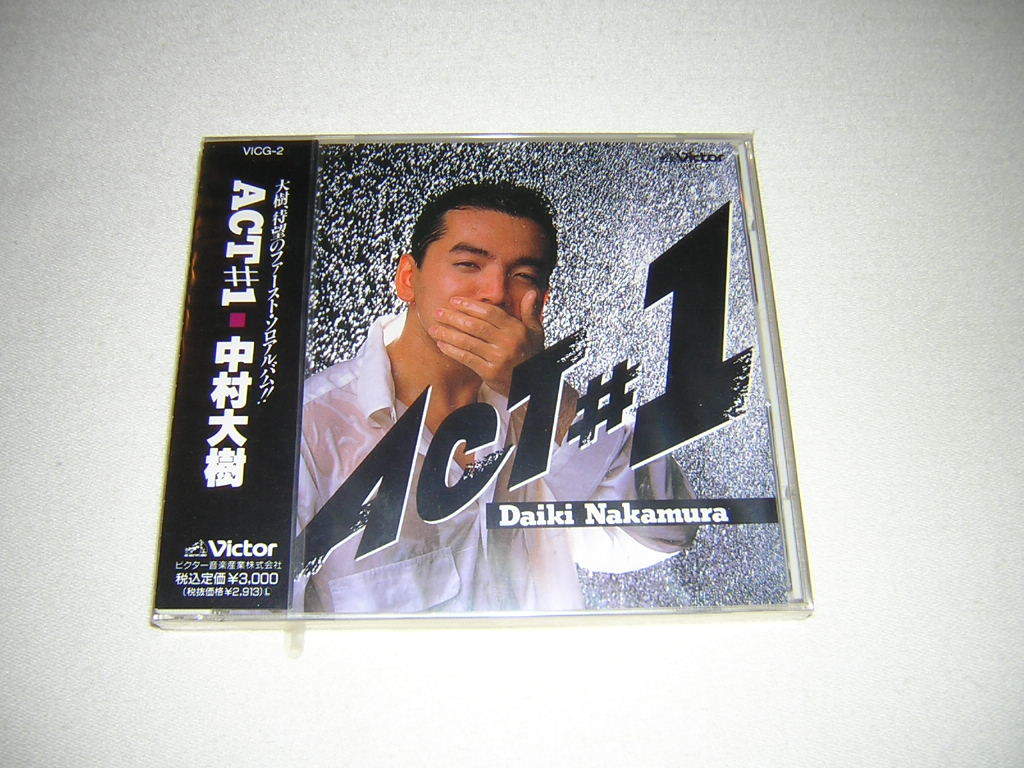 VICG-2
大樹、待望のファースト・ソロアルバム!!
ACT#1■中村大樹
Victor
ビクター音楽産業株式会社
税込定価¥3,000
(税抜価格¥2,913)L
Victor
ACT#1
Daiki Nakamura